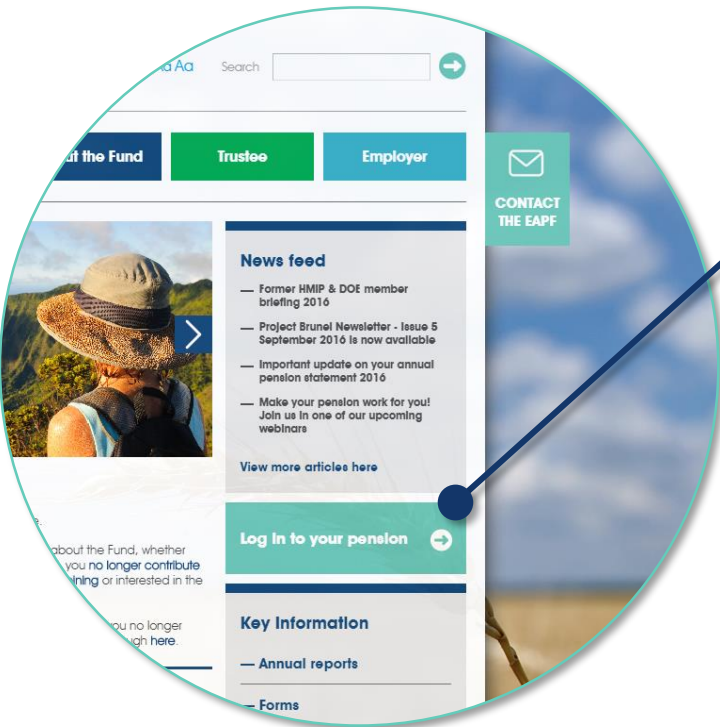 Aa
Search
the Fund
Trustee
Employer
CONTACT
THE EAPF
News feed
— Former HMIP & DOE member
briefing 2016
— Project Brunel Newsletter - Issue 5
September 2016 is now available
— Important update on your annual
pension statement 2016
— Make your pension work for you!
Join us in one of our upcoming
webinars
View more articles here
Log in to your pension
about the Fund, whether
you no longer contribute
or interested in the
you no longer
here.
Key Information
— Annual reports
— Forms